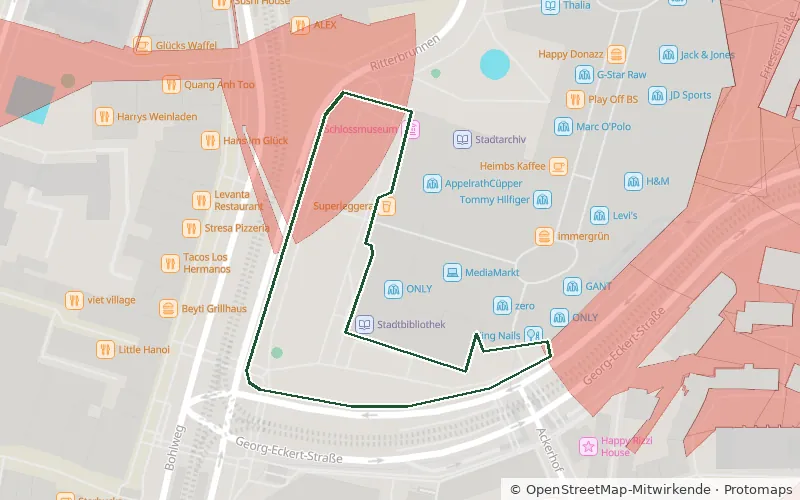 Sushi House
Thalia
ALEX
Glücks Waffel
Ritterbrunnen
Happy Donazz
Jack & Jones
Friesenstraße
G-Star Raw
Quang Anh Too
JD Sports
Play Off BS
Harrys Weinladen
Marc O'Polo
Schlossmuseum
Hans im Glück
Stadtarchiv
Heimbs Kaffee
AppelrathCüpper
H&M
Levanta
Restaurant
Tommy Hilfiger
Superleggera
Levi's
Stresa Pizzeria
immergrün
Tacos Los
Hermanos
MediaMarkt
GANT
ONLY
viet village
Beyti Grillhaus
zero
ONLY
Stadtbibliothek
King Nails
Georg-Eckert-Straße
Little Hanoi
Bohlweg
Georg-Eckert-Straße
Ackerhof
Happy Rizzi
House
© OpenStreetMap-Mitwirkende - Protomaps